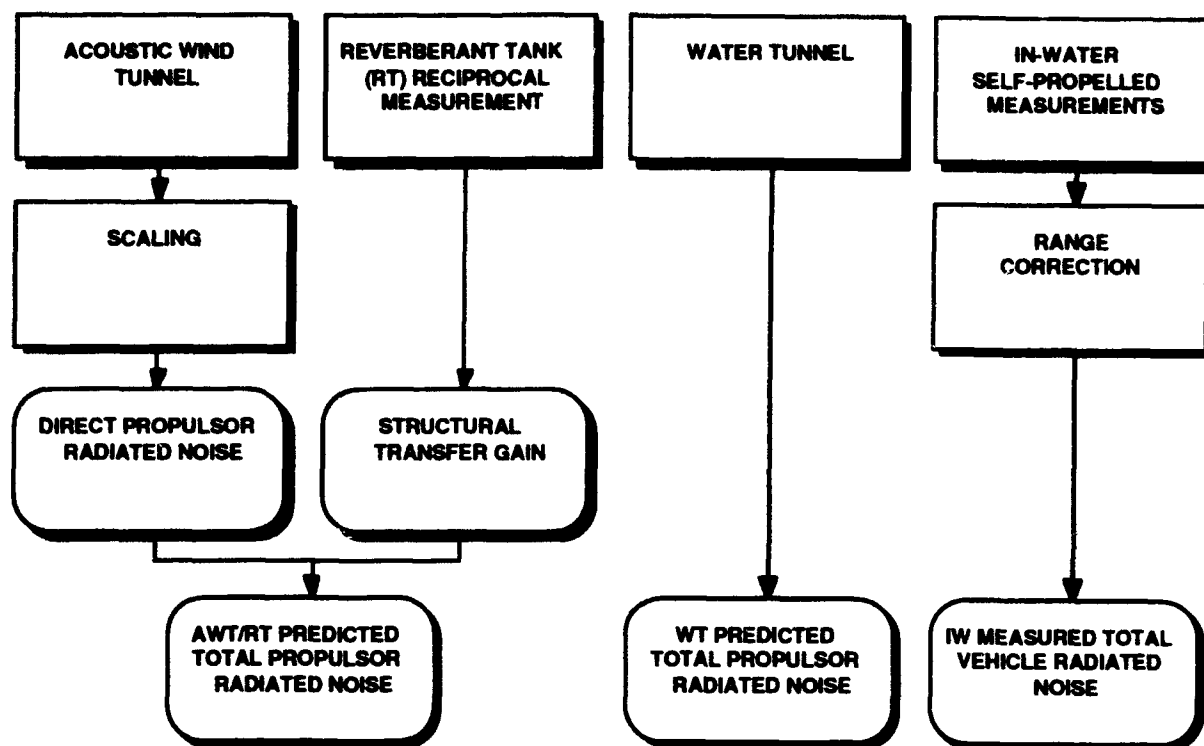 ACOUSTIC WIND
TUNNEL
REVERBERANT TANK
(RT) RECIPROCAL
MEASUREMENT
WATER TUNNEL
IN-WATER
SELF-PROPELLED
MEASUREMENTS
SCALING
RANGE
CORRECTION
DIRECT PROPULSOR
RADIATED NOISE
STRUCTURAL
TRANSFER GAIN
AWT/RT PREDICTED
TOTAL PROPULSOR
RADIATED NOISE
WT PREDICTED
TOTAL PROPULSOR
RADIATED NOISE
IW MEASURED TOTAL
VEHICLE RADIATED
NOISE